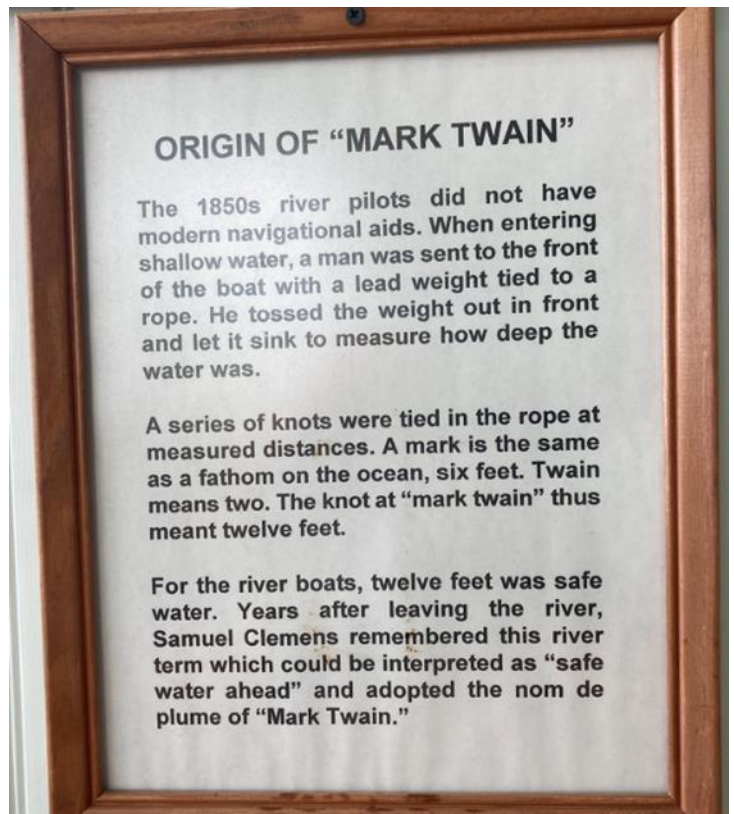 ORIGIN OF “MARK TWAIN”
The 1850s river pilots did not have
modern navigational aids. When entering
shallow water, a man was sent to the front
of the boat with a lead weight tied to a
rope. He tossed the weight out in front
and let it sink to measure how deep the
water was.
A series of knots were tied in the rope at
measured distances. A mark is the same
as a fathom on the ocean, six feet. Twain
means two. The knot at “mark twain” thus
meant twelve feet.
For the river boats, twelve feet was safe
water. Years after leaving the river,
Samuel Clemens remembered this river
term which could be interpreted as “safe
water ahead” and adopted the nom de
plume of “Mark Twain.”